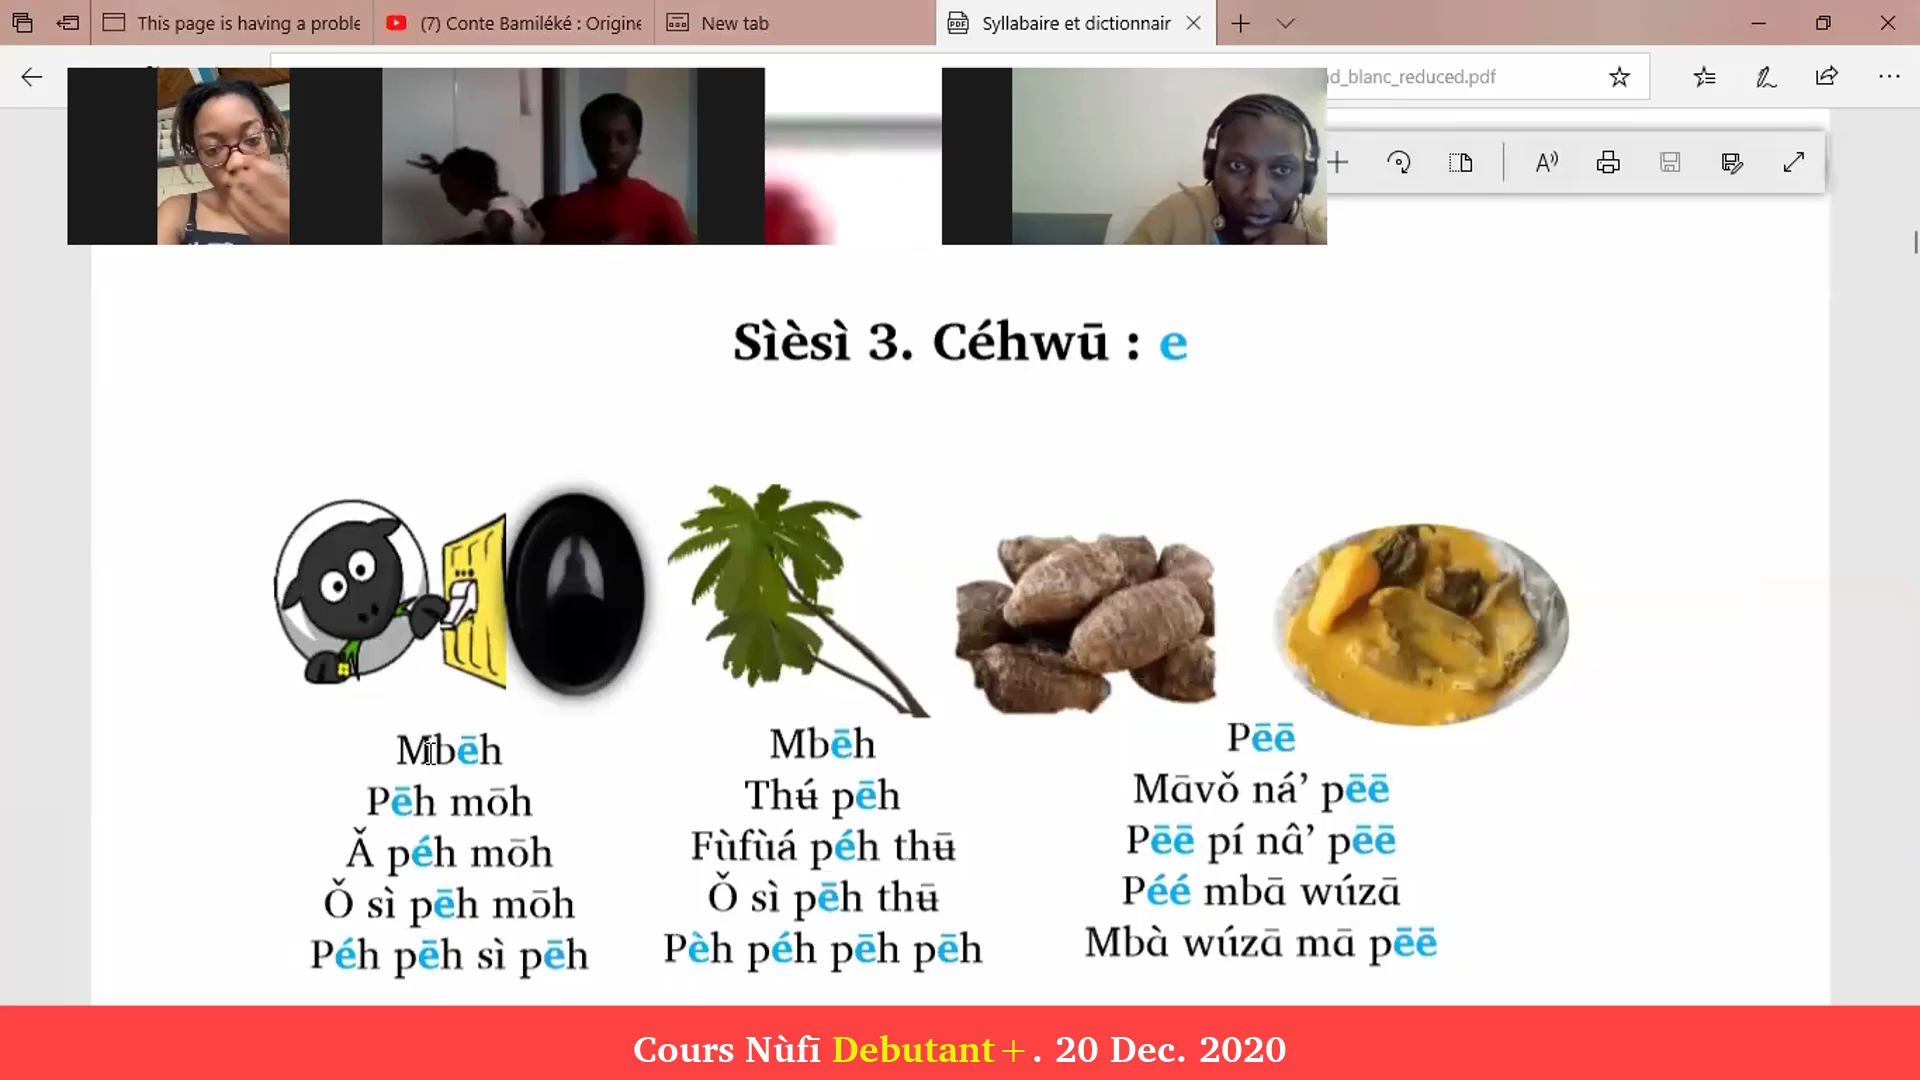 This page is having a proble
(7) Conte Bamiléké : Origine
New tab
Syllabaire et dictionnair
d_blanc_reduced.pdf
Sìèsì 3. Céhwū : e
Mbēh
Pēh mōh
Ǎ péh mōh
Ǒ sì pēh mōh
Péh pēh sì pēh
Mbēh
Thʉ́ pēh
Fùfùá péh thʉ̄
Ǒ sì pēh thʉ̄
Pèh péh pēh pēh
Pēē
Māvǒ ná’ pēē
Pēē pí nâ’ pēē
Péé mbā wúzā
Mbà wúzā mā pēē
Cours Nùfī Debutant+. 20 Dec. 2020